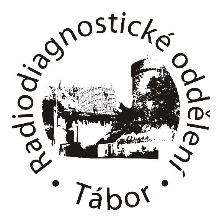 Radiodiagnostické oddělení
• Tábor •